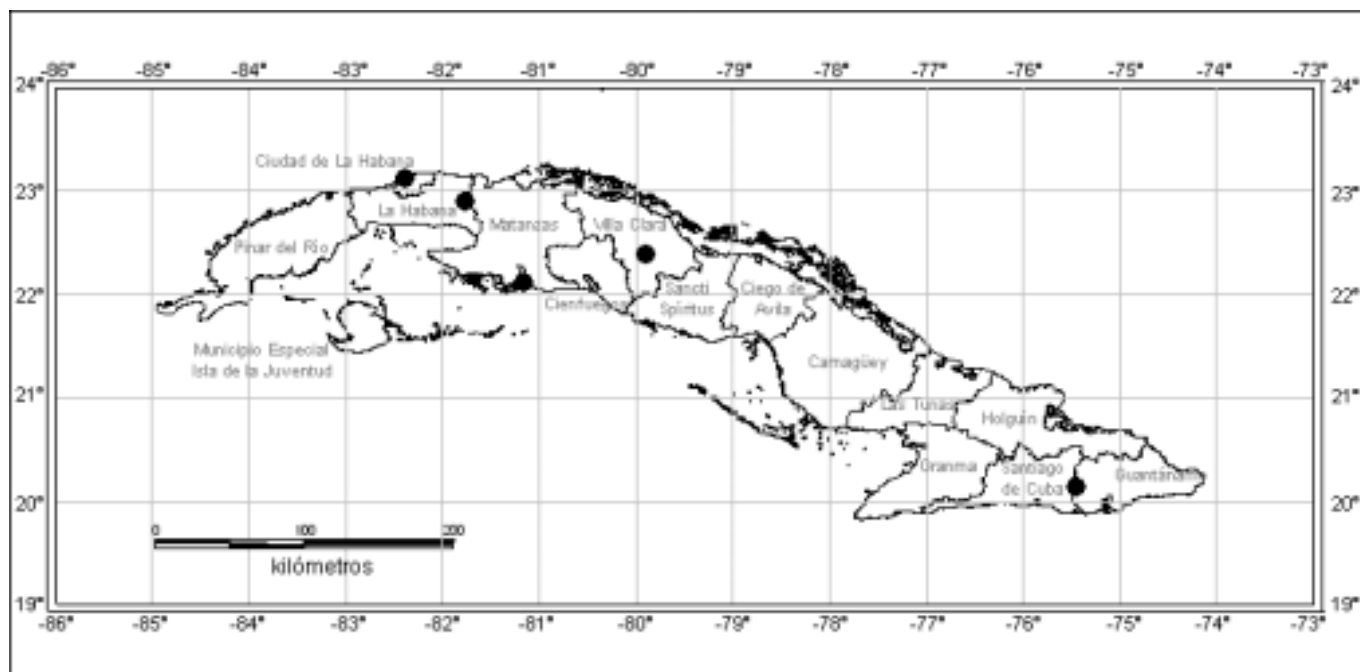 -86° -85° -84° -83° -82° -81° -80° -79° -78° -77° -76° -75° -74° -73°
24° 24°
Ciudad de La Habana
23° 23°
La Habana
Matanzas
Villa Clara
Pinar del Río
22° 22°
Cienfuegos
Sancti
Spiritus
Ciego de
Avila
Municipio Especial
Isla de la Juventud
Camagüey
21° 21°
Las Tunas
Holguín
Granma
Santiago
de Cuba
Guantánamo
20° 20°
0 100 200
kilómetros
19° 19°
-86° -85° -84° -83° -82° -81° -80° -79° -78° -77° -76° -75° -74° -73°